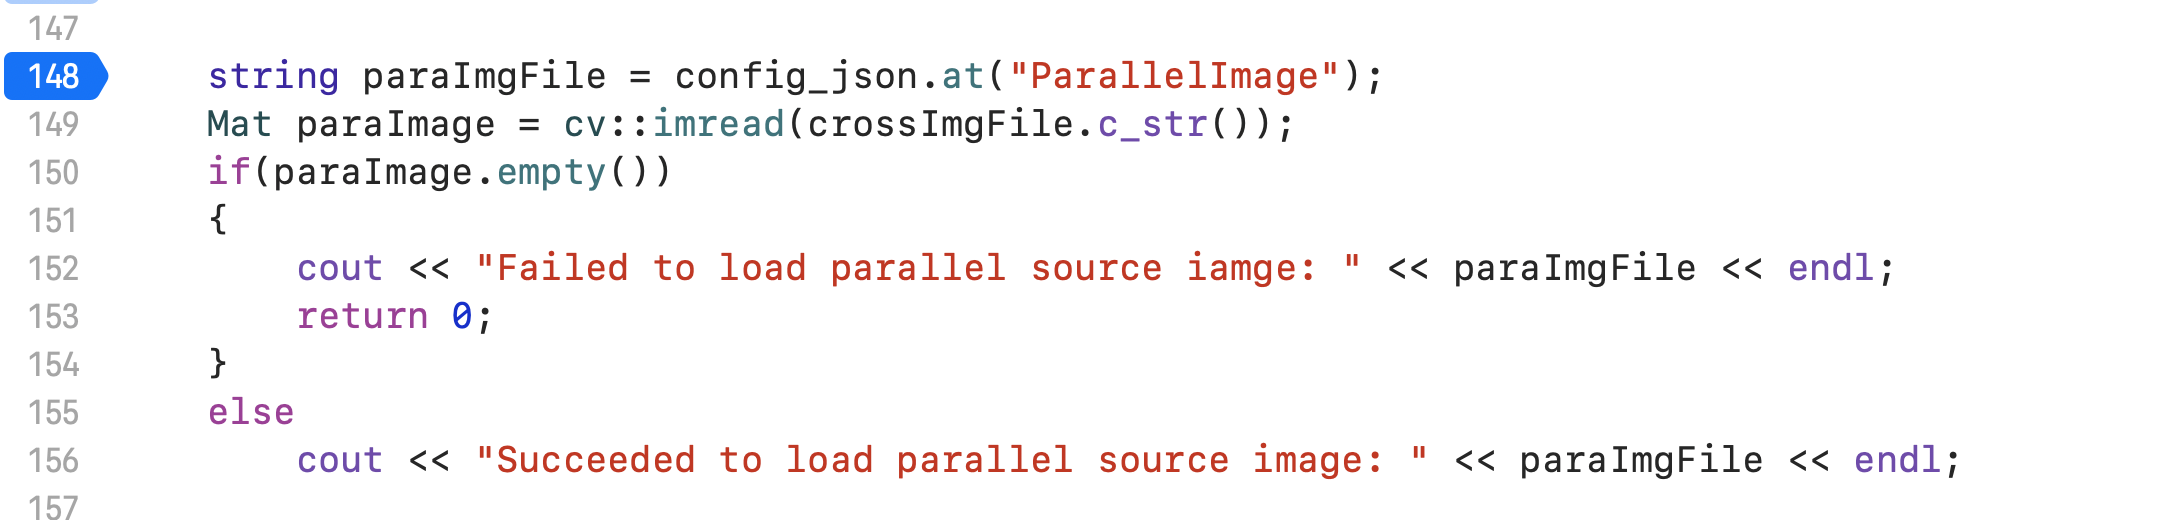 147
148 string paraImgFile = config_json.at("ParallelImage");
149 Mat paraImage = cv::imread(crossImgFile.c_str());
150 if(paraImage.empty())
151 {
152 cout << "Failed to load parallel source iamge: " << paraImgFile << endl;
153 return 0;
154 }
155 else
156 cout << "Succeeded to load parallel source image: " << paraImgFile << endl;
157